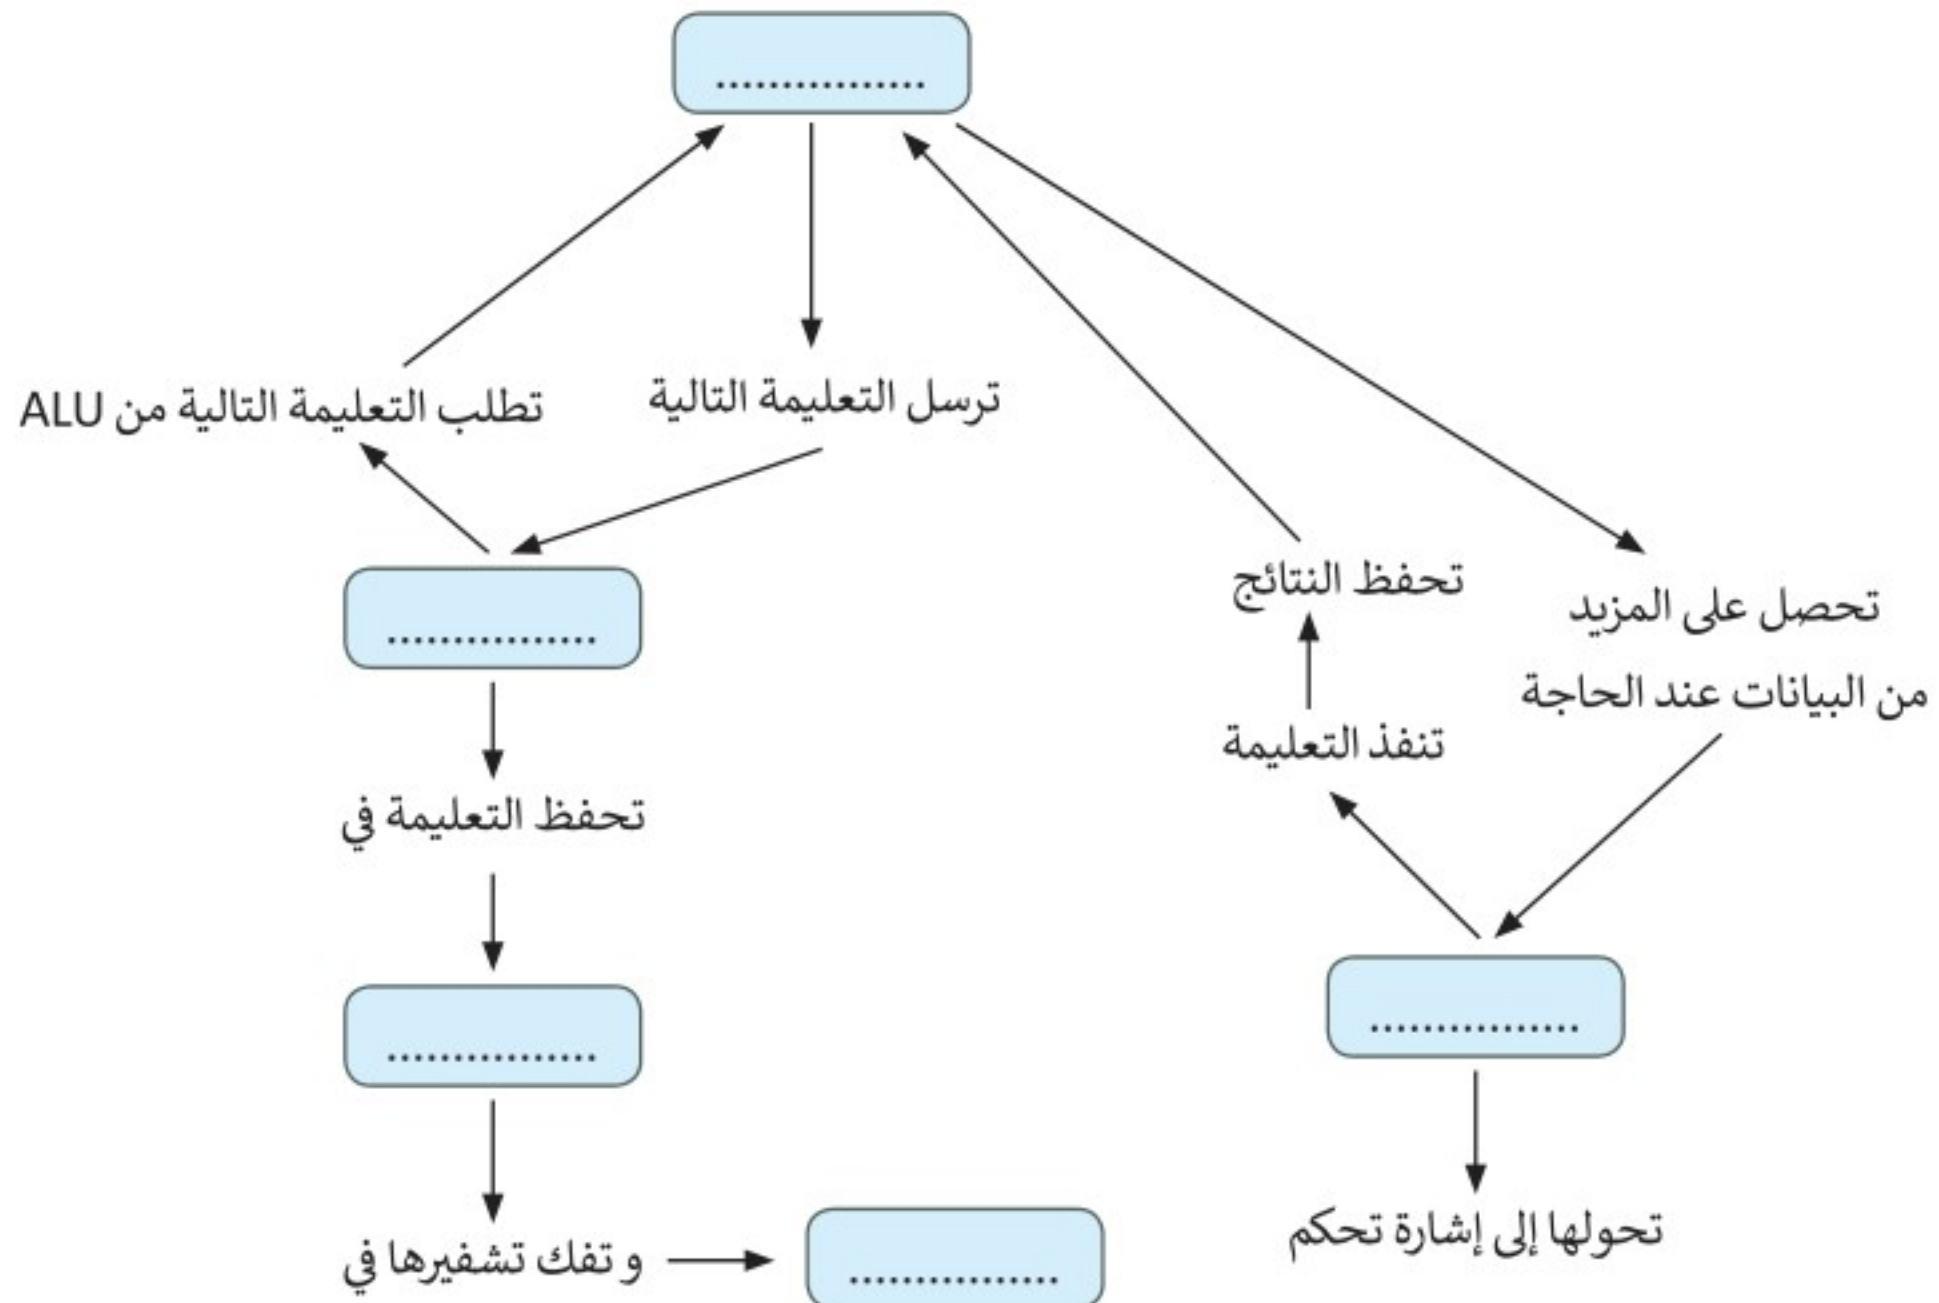 ................
تطلب التعليمة التالية من ALU
ترسل التعليمة التالية
................
تحفظ النتائج
تحصل على المزيد
من البيانات عند الحاجة
تنفذ التعليمة
تحفظ التعليمة في
................
................
تحولها إلى إشارة تحكم
و تفك تشفيرها في
................